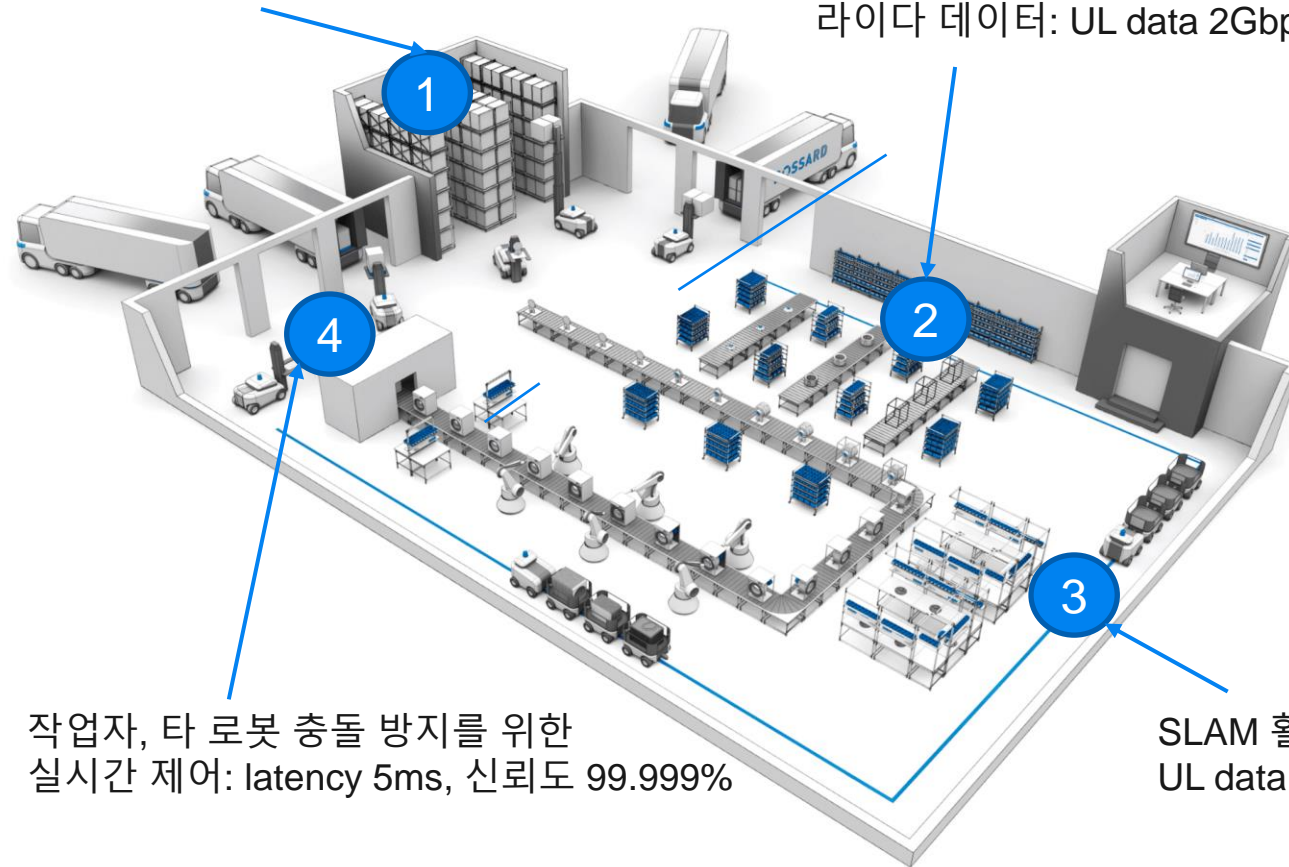 라이다 데이터: UL data 2Gbp
1
BOSSARD
2
4
3
작업자, 타 로봇 충돌 방지를 위한
실시간 제어: latency 5ms, 신뢰도 99.999%
SLAM
UL data